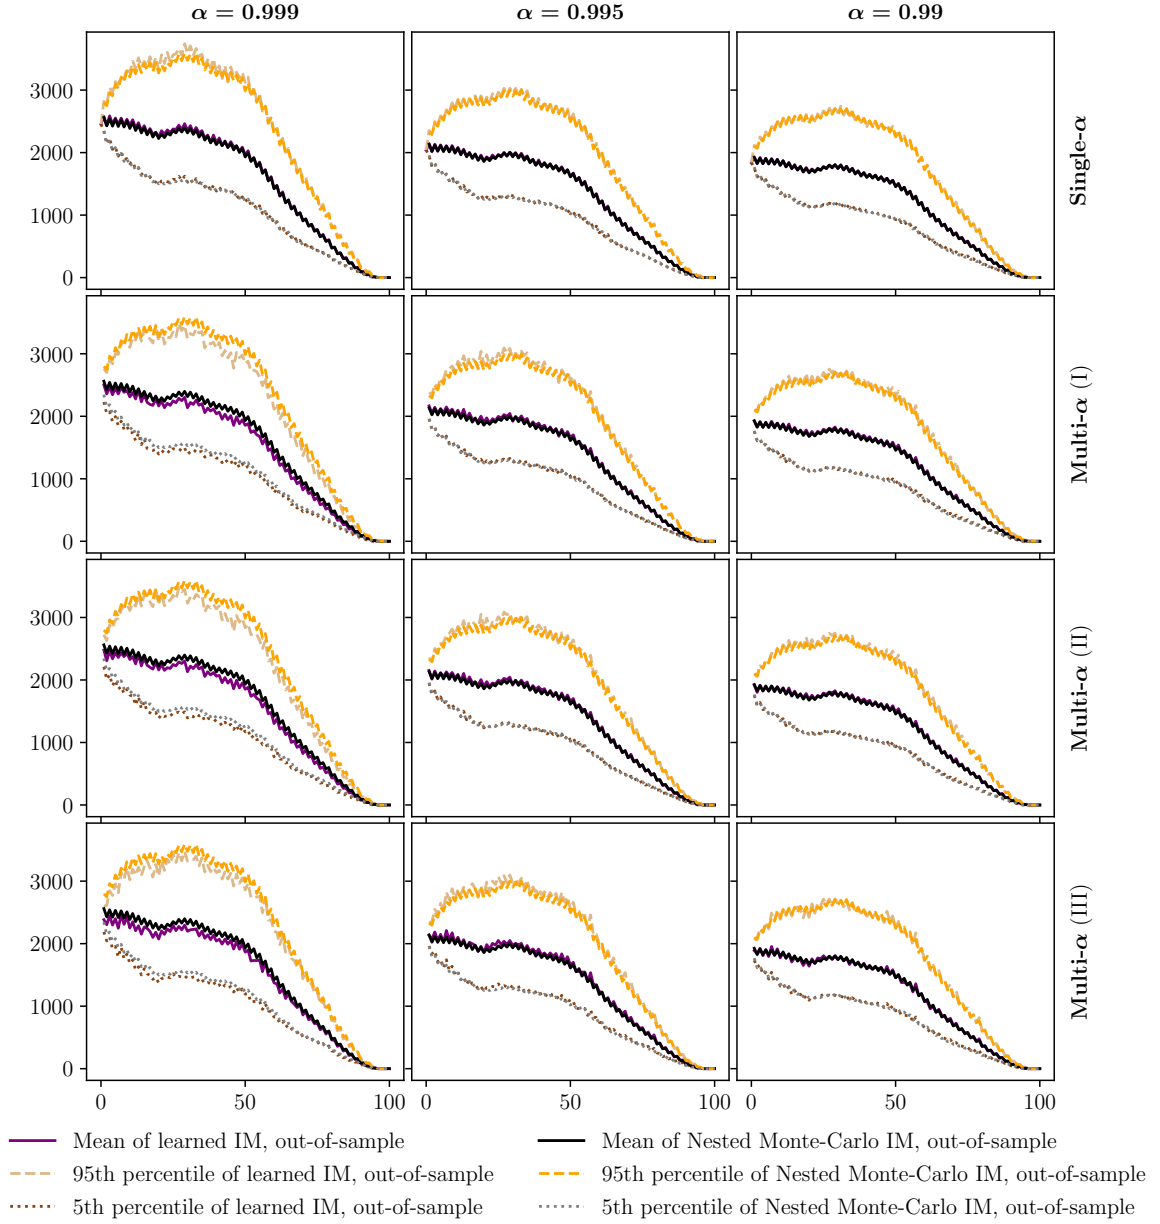 α = 0.999 α = 0.995 α = 0.99
3000
2000
1000
0
Single-α
3000
2000
1000
0
Multi-α (I)
3000
2000
1000
0
Multi-α (II)
3000
2000
1000
0
Multi-α (III)
0 50 100 0 50 100 0 50 100
Mean of learned IM, out-of-sample
95th percentile of learned IM, out-of-sample
5th percentile of learned IM, out-of-sample
Mean of Nested Monte-Carlo IM, out-of-sample
95th percentile of Nested Monte-Carlo IM, out-of-sample
5th percentile of Nested Monte-Carlo IM, out-of-sample